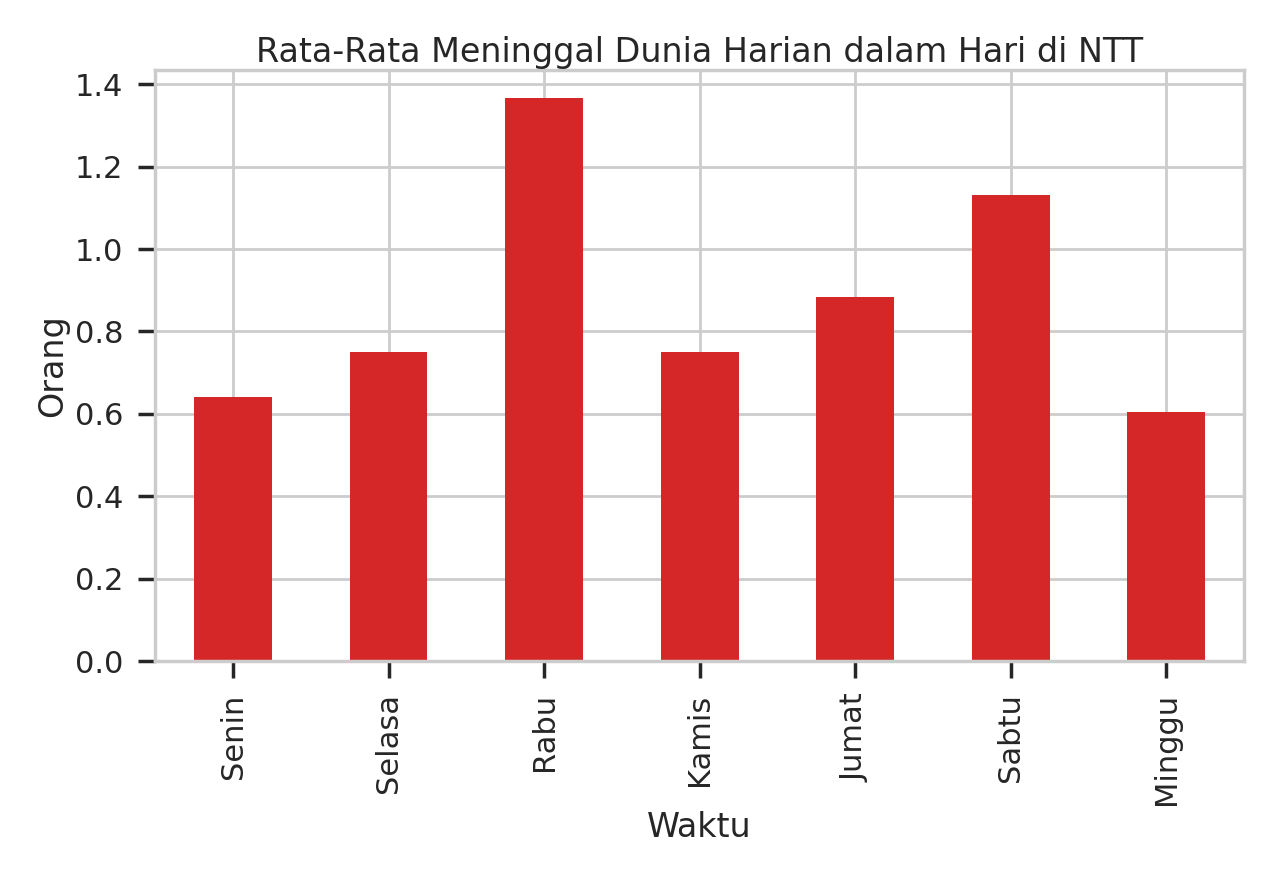 Rata-Rata Meninggal Dunia Harian dalam Hari di NTT
1.4
1.2
1.0
0.8
0.6
0.4
0.2
0.0
Orang
Senin
Selasa
Rabu
Kamis
Jumat
Sabtu
Minggu
Waktu